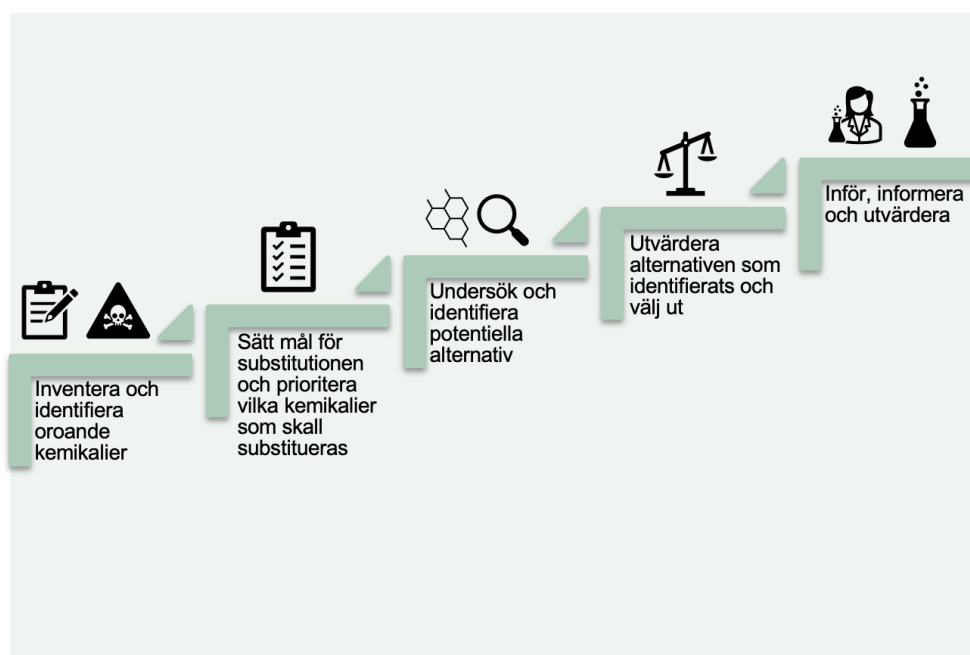 Inventera och
identifiera
oroande
kemikalier
Sätt mål för
substitutionen
och prioritera
vilka kemikalier
som skall
substitueras
Undersök och
identifiera
potentiella
alternativ
Utvärdera
alternativen som
identifierats och
välj ut
Inför, informera
och utvärdera